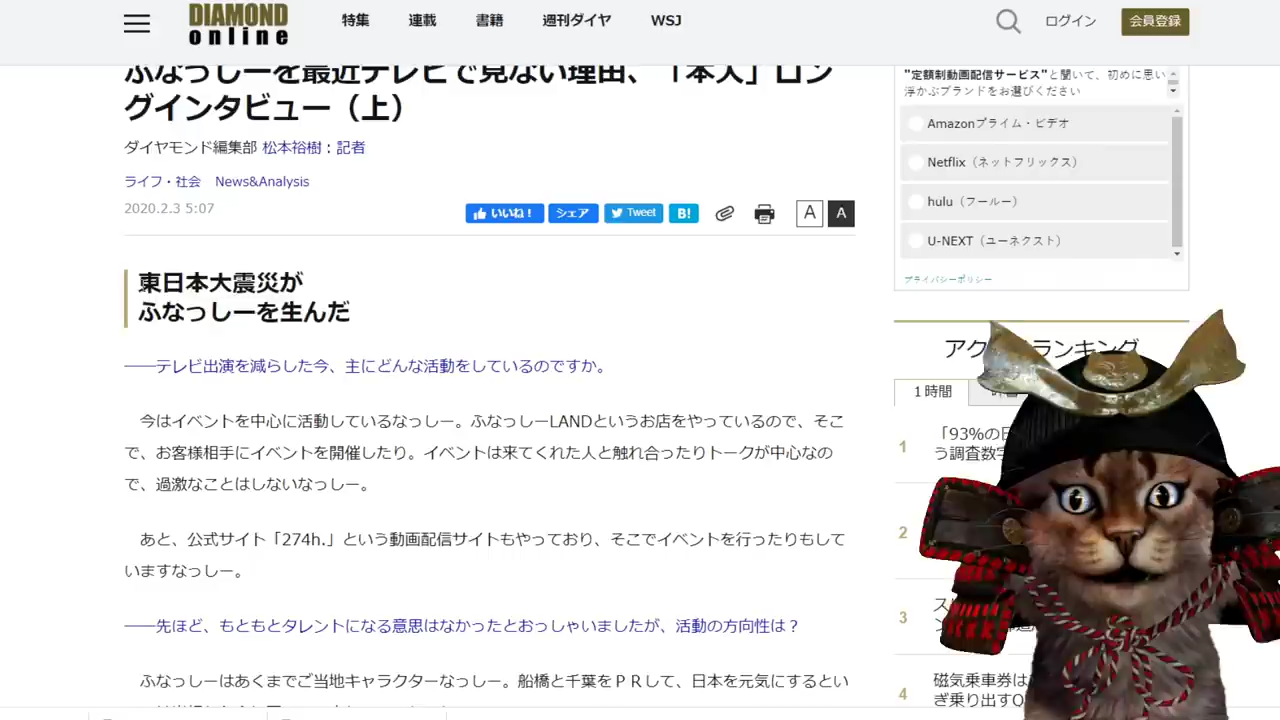 DIAMOND
online
特集 連載 書籍 週刊ダイヤ WSJ
ログイン 会員登録
ふなっしーを最近テレビで見ない理由、「本人」ロン
グインタビュー（上）
ダイヤモンド編集部 松本裕樹：記者
ライフ・社会 News&Analysis
2020.2.3 5:07
いいね！ シェア Tweet B! A A
東日本大震災が
ふなっしーを生んだ
――テレビ出演を減らした今、主にどんな活動をしているのですか。
今はイベントを中心に活動しているなっしー。ふなっしーLANDというお店をやっているので、そこ
で、お客様相手にイベントを開催したり。イベントは来てくれた人と触れ合ったりトークが中心なの
で、過激なことはしないなっしー。
あと、公式サイト「274h.」という動画配信サイトもやっており、そこでイベントを行ったりもして
いますなっしー。
――先ほど、もともとタレントになる意思はなかったとおっしゃいましたが、活動の方向性は？
ふなっしーはあくまでご当地キャラクターなっしー。船橋と千葉をＰＲして、日本を元気にするとい
"定額制動画配信サービス"と聞いて、初めに思い
浮かぶブランドをお選びください
Amazonプライム・ビデオ
Netflix（ネットフリックス）
hulu（フールー）
U-NEXT（ユーネクスト）
プライバシーポリシー
アク ランキング
１時間
1
「93%の
う調査数
2
3
ス
4
磁気乗車券は
ぎ乗り出す